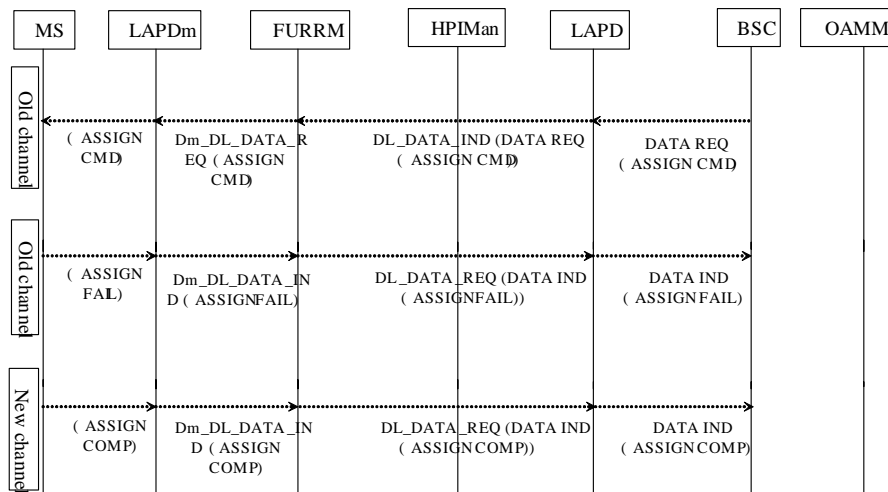 MS LAPDm FURRM HPIMan LAPD BSC OAMM
Old channel
( ASSIGN
CMD)
Dm_DL_DATA_R
EQ ( ASSIGN
CMD)
DL_DATA_IND (DATA REQ
( ASSIGN CMD))
DATA REQ
( ASSIGN CMD)
Old channel
( ASSIGN
FAIL)
Dm_DL_DATA_IN
D ( ASSIGNFAIL)
DL_DATA_REQ (DATA IND
( ASSIGNFAIL))
DATA IND
( ASSIGNFAIL)
New channel
( ASSIGN
COMP)
Dm_DL_DATA_IN
D ( ASSIGN
COMP)
DL_DATA_REQ (DATA IND
( ASSIGNCOMP))
DATA IND
( ASSIGNCOMP)